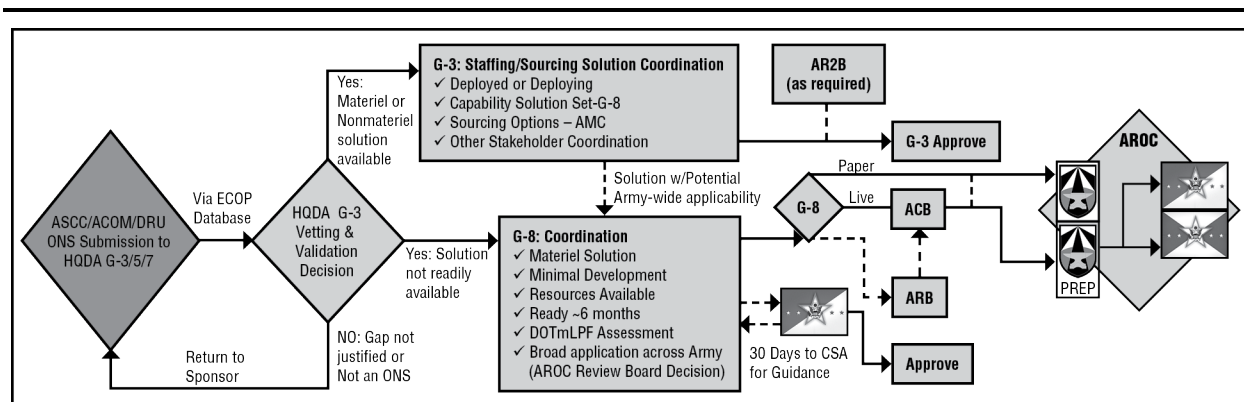 ASCC/ACOM/DRU
ONS Submission to
HQDA G-3/5/7
Via ECOP
Database
HQDA G-3
Vetting &
Validation
Decision
Return to
Sponsor
NO: Gap not
justified or
Not an ONS
Yes:
Materiel or
Nonmateriel
solution
available
Yes: Solution
not readily
available
G-3: Staffing/Sourcing Solution Coordination
✓ Deployed or Deploying
✓ Capability Solution Set-G-8
✓ Sourcing Options – AMC
✓ Other Stakeholder Coordination
Solution w/Potential
Army-wide applicability
G-8: Coordination
✓ Materiel Solution
✓ Minimal Development
✓ Resources Available
✓ Ready ~6 months
✓ DOTmLPF Assessment
✓ Broad application across Army
(AROC Review Board Decision)
AR2B
(as required)
G-3 Approve
G-8
Paper
Live
ACB
ARB
30 Days to CSA
for Guidance
Approve
AROC
PREP